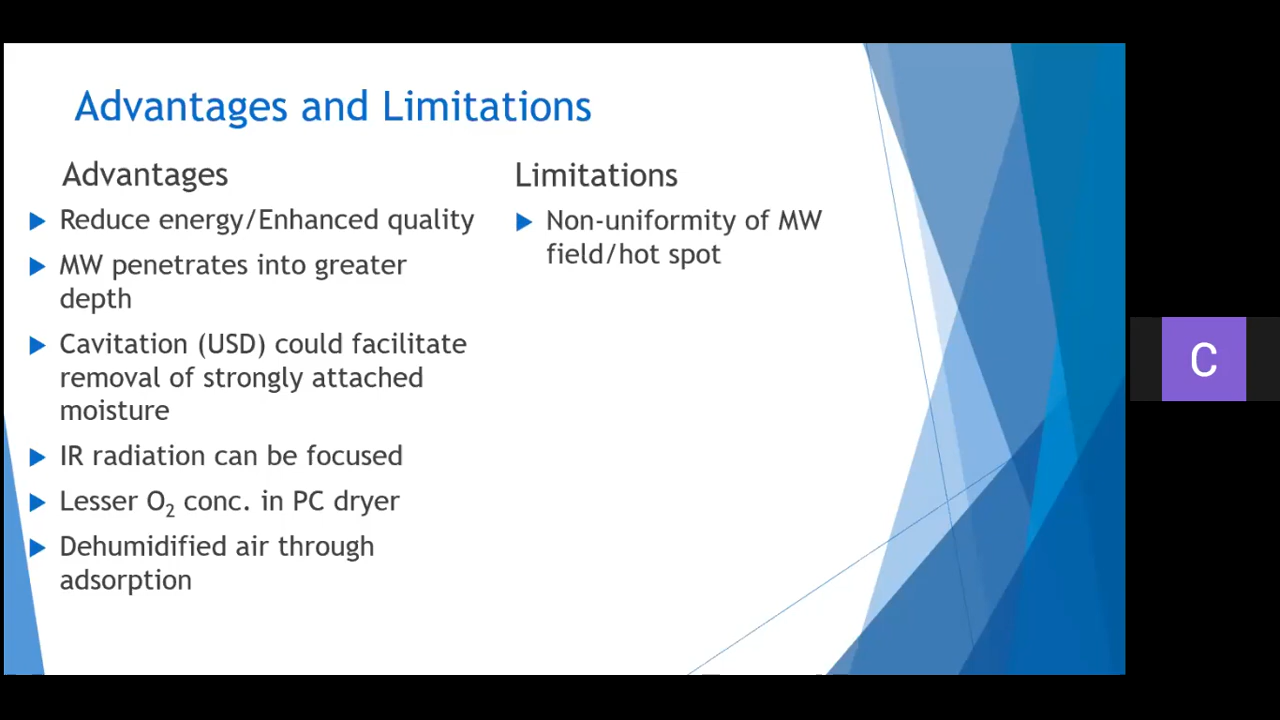 Advantages and Limitations
Advantages
Reduce energy/Enhanced quality
MW penetrates into greater
depth
Cavitation (USD) could facilitate
removal of strongly attached
moisture
IR radiation can be focused
Lesser O₂ conc. in PC dryer
Dehumidified air through
adsorption
Limitations
Non-uniformity of MW
field/hot spot
C